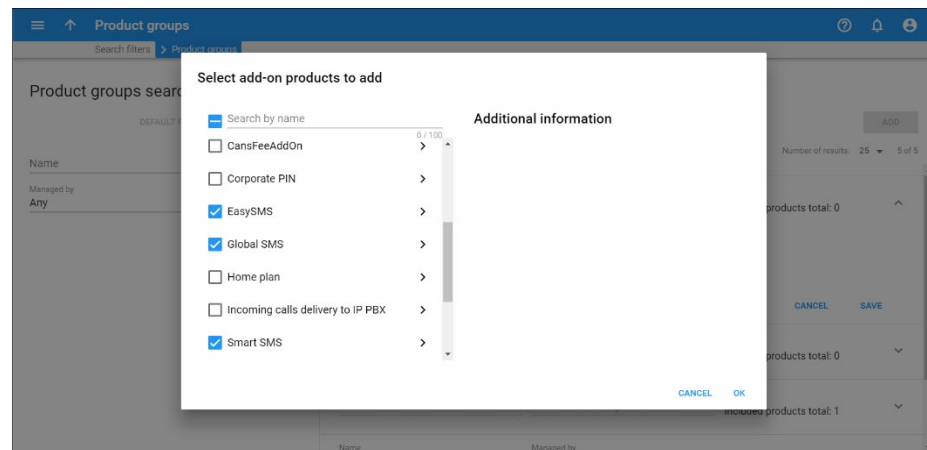 Product groups
Search filters > Product groups
Product groups searc
DEFAULT F
Name
Managed by
Any
Select add-on products to add
Search by name
0 / 100
CansFeeAddOn
Corporate PIN
EasySMS
Global SMS
Home plan
Incoming calls delivery to IP PBX
Smart SMS
Additional information
CANCEL OK
ADD
Number of results: 25 5 of 5
products total: 0
CANCEL SAVE
products total: 0
Included products total: 1
Name Managed by